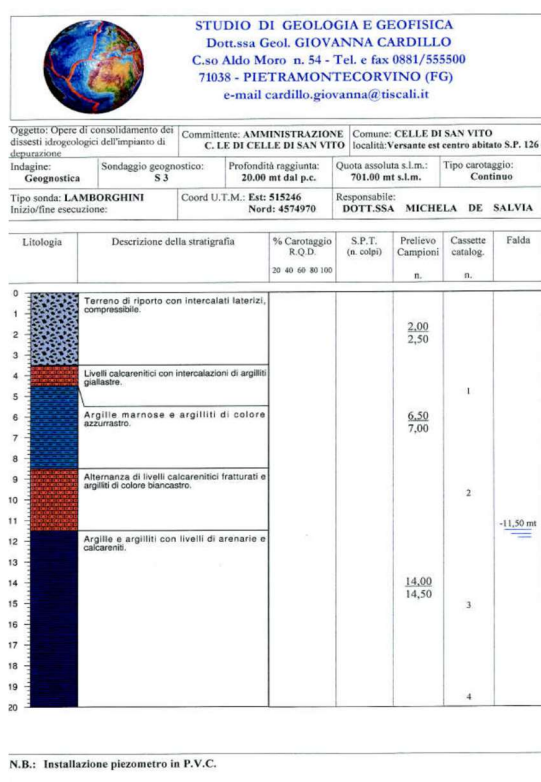 STUDIO DI GEOLOGIA E GEOFISICA
Dott.ssa Geol. GIOVANNA CARDILLO
C.so Aldo Moro n. 54 - Tel. e fax 0881/555500
71038 - PIETRAMONTECORVINO (FG)
e-mail cardillo.giovanna@tiscali.it
Oggetto: Opere di consolidamento dei dissesti idrogeologici dell'impianto di depurazione
Committente: AMMINISTRAZIONE C. LE DI CELLE DI SAN VITO
Comune: CELLE DI SAN VITO
località:Versante est centro abitato S.P. 126
Indagine: Geognostica
Sondaggio geognostico: S 3
Profondità raggiunta: 20.00 mt dal p.c.
Quota assoluta s.l.m.: 701.00 mt s.l.m.
Tipo carotaggio: Continuo
Tipo sonda: LAMBORGHINI
Inizio/fine esecuzione:
Coord U.T.M.: Est: 515246
Nord: 4574970
Responsabile:
DOTT.SSA MICHELA DE SALVIA
Litologia
Descrizione della stratigrafia
% Carotaggio R.Q.D.
20 40 60 80 100
S.P.T. (n. colpi)
Prelievo Campioni n.
Cassette catalog. n.
Falda
0
Terreno di riporto con intercalati laterizi,
1
compressibile.
2
2,00
2,50
3
Livelli calcarenitici con intercalazioni di argilliti
4
giallastre.
1
5
6
Argille marnose e argilliti di colore
azzurrastro.
6,50
7,00
7
8
9
Alternanza di livelli calcarenitici fratturati e
argilliti di colore biancastro.
2
10
11
-11,50 mt
12
Argille e argilliti con livelli di arenarie e
calcareniti.
13
14
14,00
14,50
15
3
16
17
18
19
4
20
N.B.: Installazione piezometro in P.V.C.